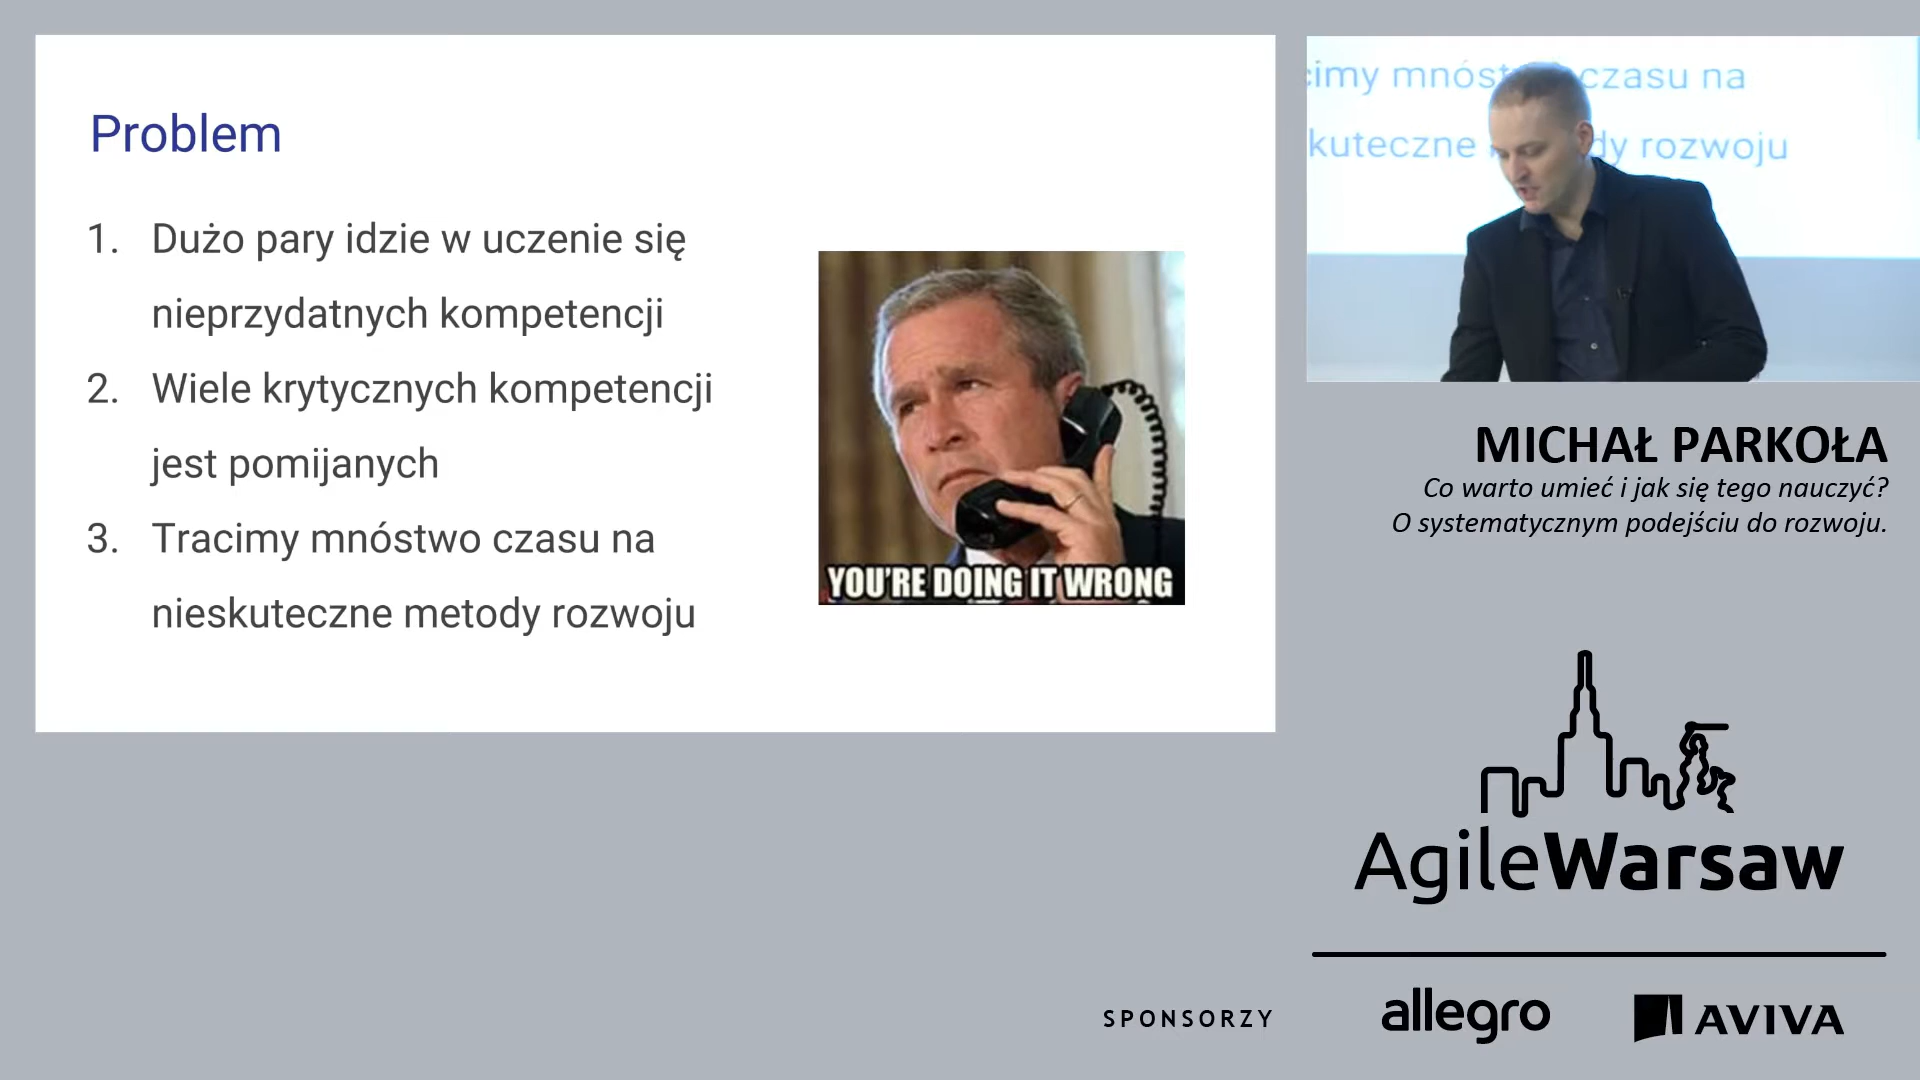 Problem
1. Dużo pary idzie w uczenie się
nieprzydatnych kompetencji
2. Wiele krytycznych kompetencji
jest pomijanych
3. Tracimy mnóstwo czasu na
nieskuteczne metody rozwoju
YOU'RE DOING IT WRONG
cimy mnóst czasu na
kuteczne dy rozwoju
MICHAŁ PARKOŁA
Co warto umieć i jak się tego nauczyć?
O systematycznym podejściu do rozwoju.
AgileWarsaw
SPONSORZY
allegro
AVIVA